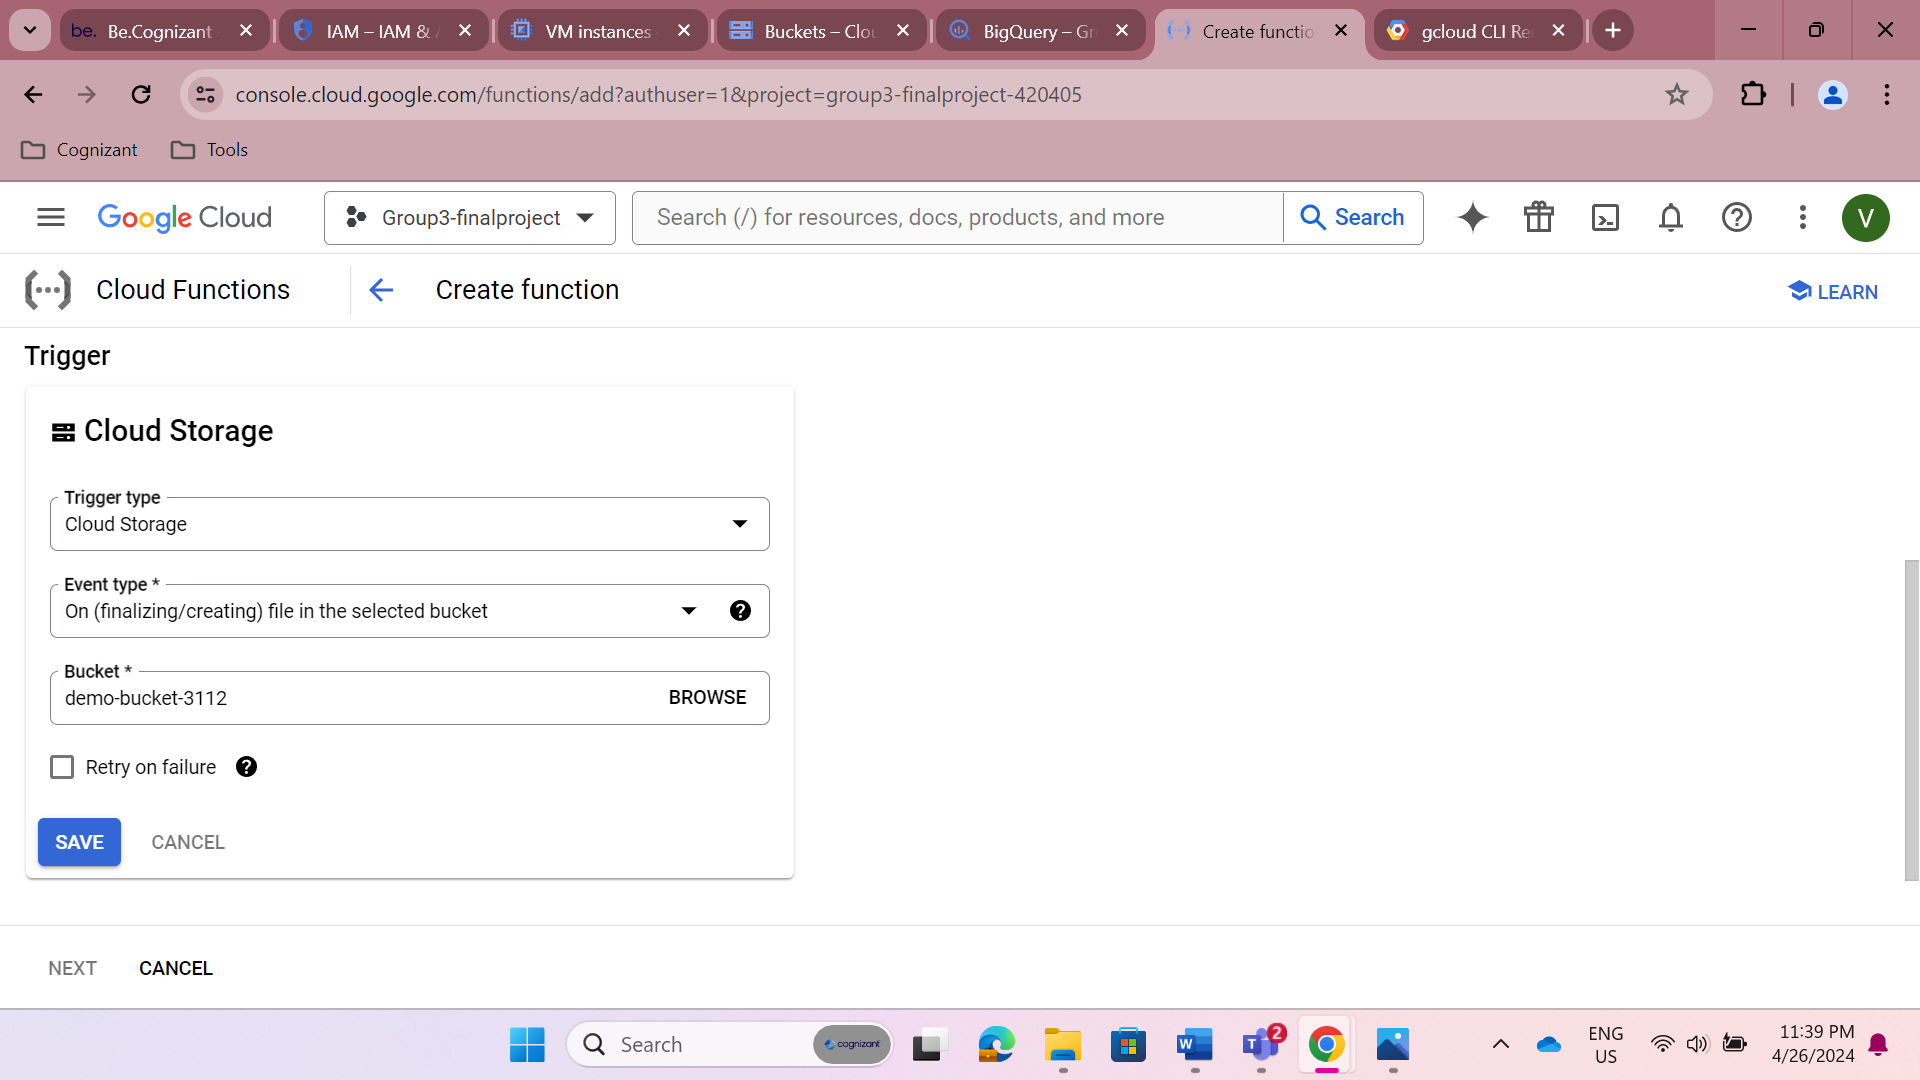 be. Be.Cognizant
IAM – IAM & A
VM instances
Buckets – Clou
BigQuery – Gr
Create functio
gcloud CLI Re
console.cloud.google.com/functions/add?authuser=1&project=group3-finalproject-420405
Cognizant
Tools
Google Cloud
Group3-finalproject
Search (/) for resources, docs, products, and more
Search
V
Cloud Functions
Create function
LEARN
Trigger
Cloud Storage
Trigger type
Cloud Storage
Event type *
On (finalizing/creating) file in the selected bucket
Bucket *
demo-bucket-3112
BROWSE
Retry on failure
SAVE
CANCEL
NEXT
CANCEL
Search
cognizant
W
T
2
ENG
US
11:39 PM
4/26/2024